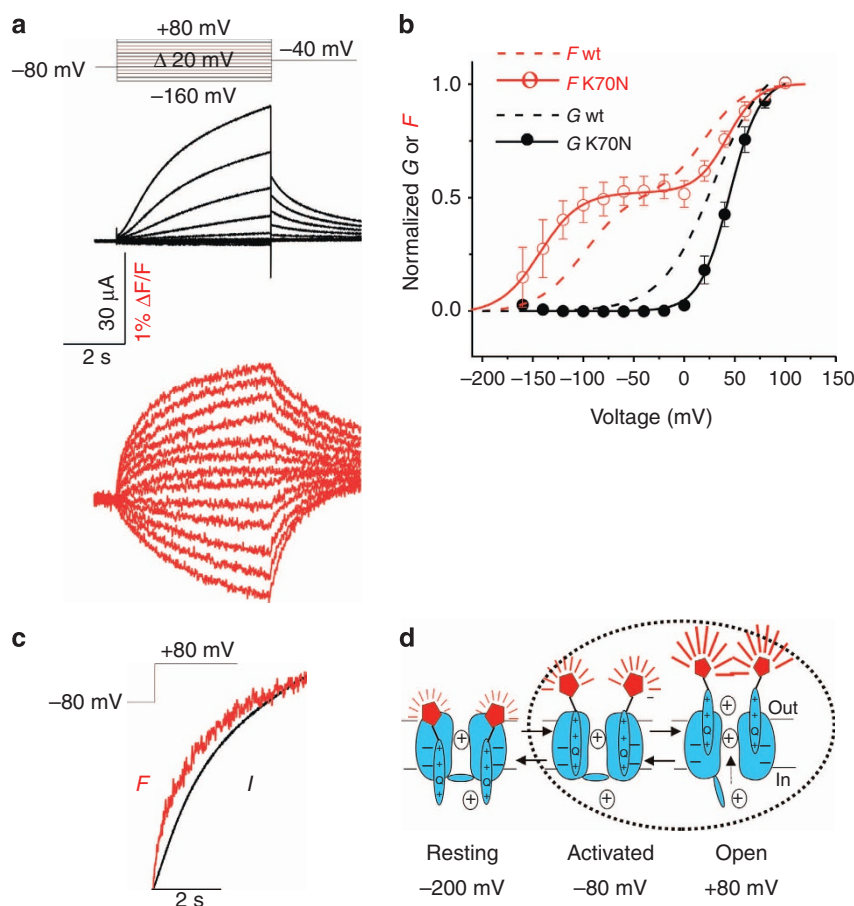 a
+80 mV
−40 mV
−80 mV
Δ 20 mV
−160 mV
30 µA
1% ΔF/F
2 s
b
F wt
F K70N
G wt
G K70N
Normalized G or F
1.0
0.5
0.0
−200 −150 −100 −50 0 50 100 150
Voltage (mV)
c
+80 mV
−80 mV
F
I
2 s
d
+ + + + + + + +
+ + Q + + Q + + Q + + Q + + Q + + Q
− − − − − −
Out
In
Resting Activated Open
−200 mV −80 mV +80 mV